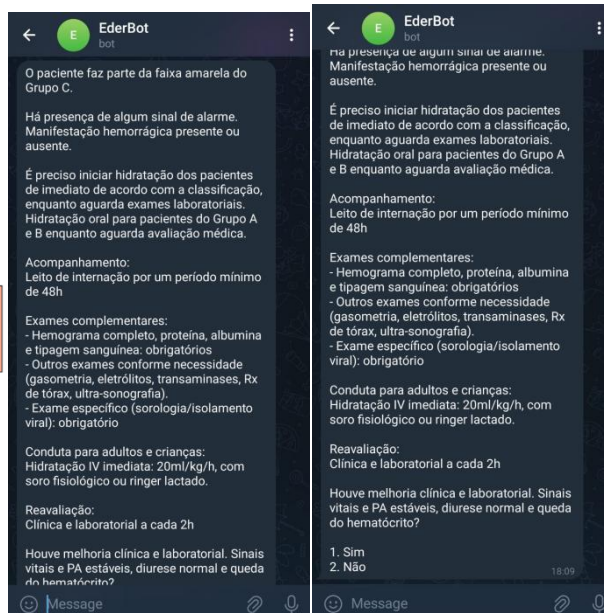 EderBot
E
bot
O paciente faz parte da faixa amarela do
Grupo C.
Há presença de algum sinal de alarme.
Manifestação hemorrágica presente ou
ausente.
É preciso iniciar hidratação dos pacientes
de imediato de acordo com a classificação,
enquanto aguarda exames laboratoriais.
Hidratação oral para pacientes do Grupo A
e B enquanto aguarda avaliação médica.
Acompanhamento:
Leito de internação por um período mínimo
de 48h
Exames complementares:
- Hemograma completo, proteína, albumina
e tipagem sanguínea: obrigatórios
- Outros exames conforme necessidade
(gasometria, eletrólitos, transaminases, Rx
de tórax, ultra-sonografia).
- Exame específico (sorologia/isolamento
viral): obrigatório
Conduta para adultos e crianças:
Hidratação IV imediata: 20ml/kg/h, com
soro fisiológico ou ringer lactado.
Reavaliação:
Clínica e laboratorial a cada 2h
Houve melhoria clínica e laboratorial. Sinais
vitais e PA estáveis, diurese normal e queda
do hematócrito?
Message
EderBot
E
bot
Há presença de algum sinal de alarme.
Manifestação hemorrágica presente ou
ausente.
É preciso iniciar hidratação dos pacientes
de imediato de acordo com a classificação,
enquanto aguarda exames laboratoriais.
Hidratação oral para pacientes do Grupo A
e B enquanto aguarda avaliação médica.
Acompanhamento:
Leito de internação por um período mínimo
de 48h
Exames complementares:
- Hemograma completo, proteína, albumina
e tipagem sanguínea: obrigatórios
- Outros exames conforme necessidade
(gasometria, eletrólitos, transaminases, Rx
de tórax, ultra-sonografia).
- Exame específico (sorologia/isolamento
viral): obrigatório
Conduta para adultos e crianças:
Hidratação IV imediata: 20ml/kg/h, com
soro fisiológico ou ringer lactado.
Reavaliação:
Clínica e laboratorial a cada 2h
Houve melhoria clínica e laboratorial. Sinais
vitais e PA estáveis, diurese normal e queda
do hematócrito?
1. Sim
2. Não
18:09
Message